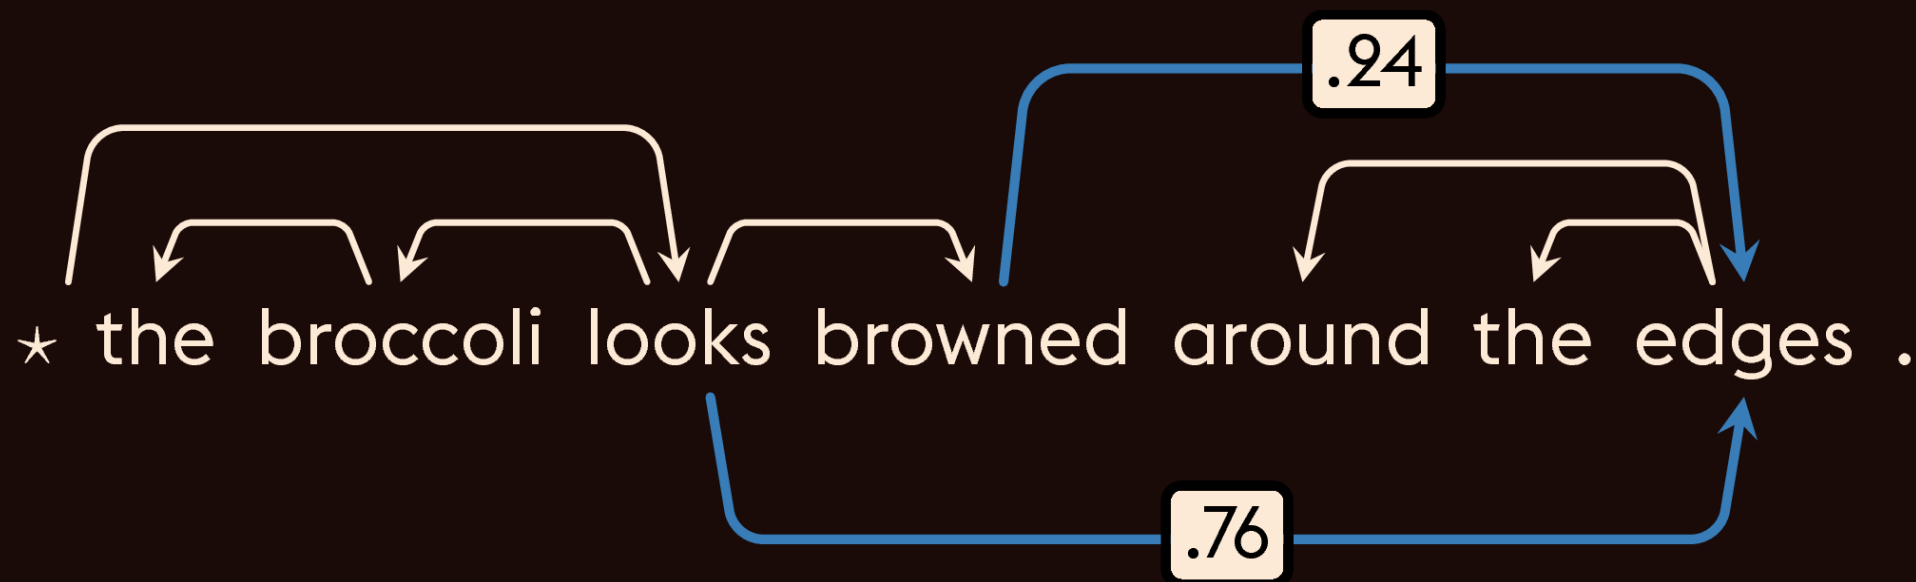 .24
⋆ the broccoli looks browned around the edges .
.76